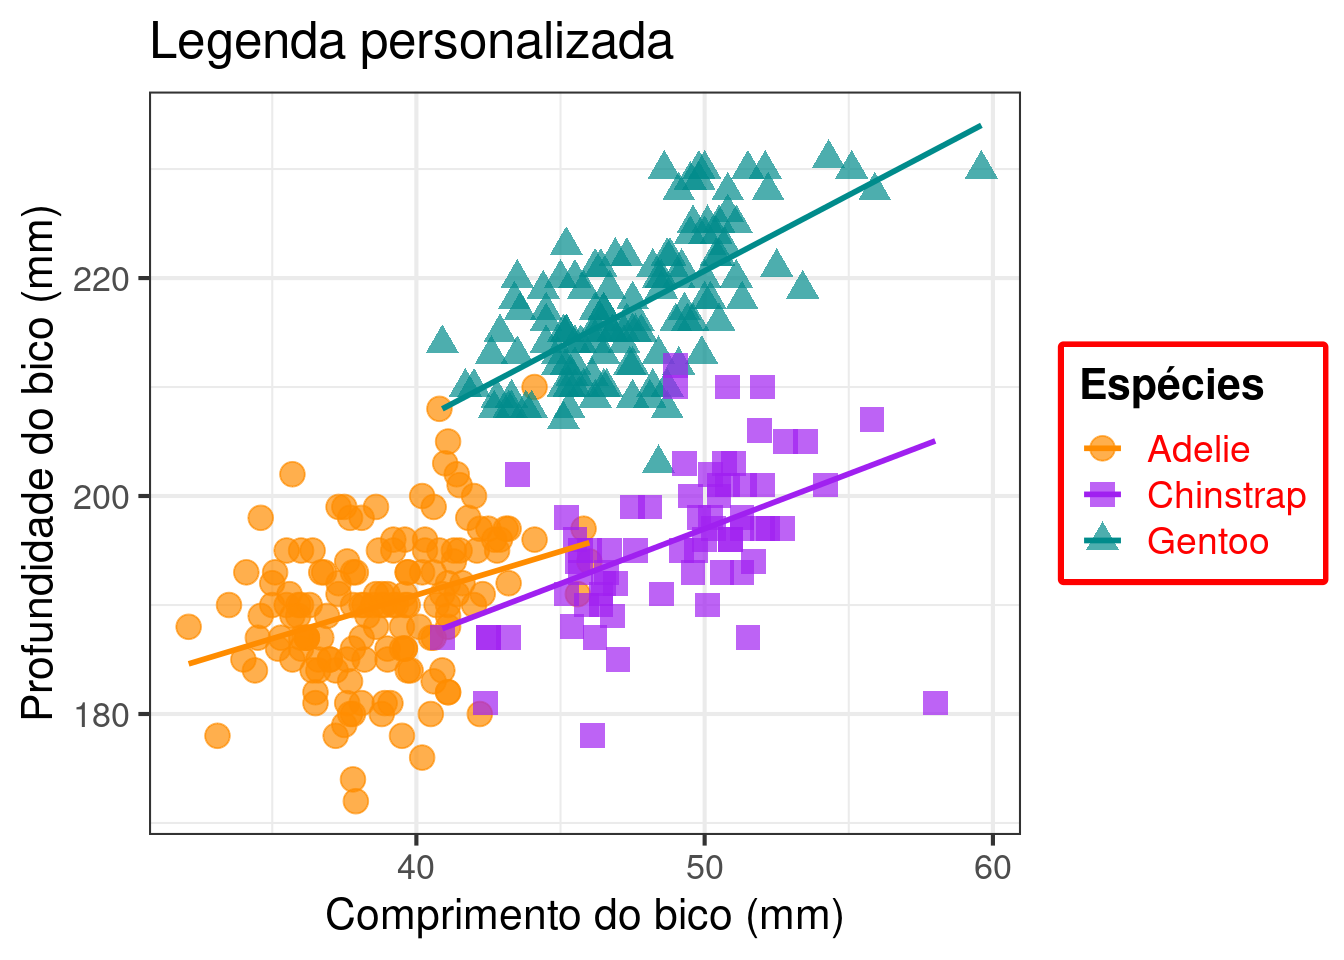 Legenda personalizada
Profundidade do bico (mm)
220
200
180
40
50
60
Comprimento do bico (mm)
Espécies
Adelie
Chinstrap
Gentoo